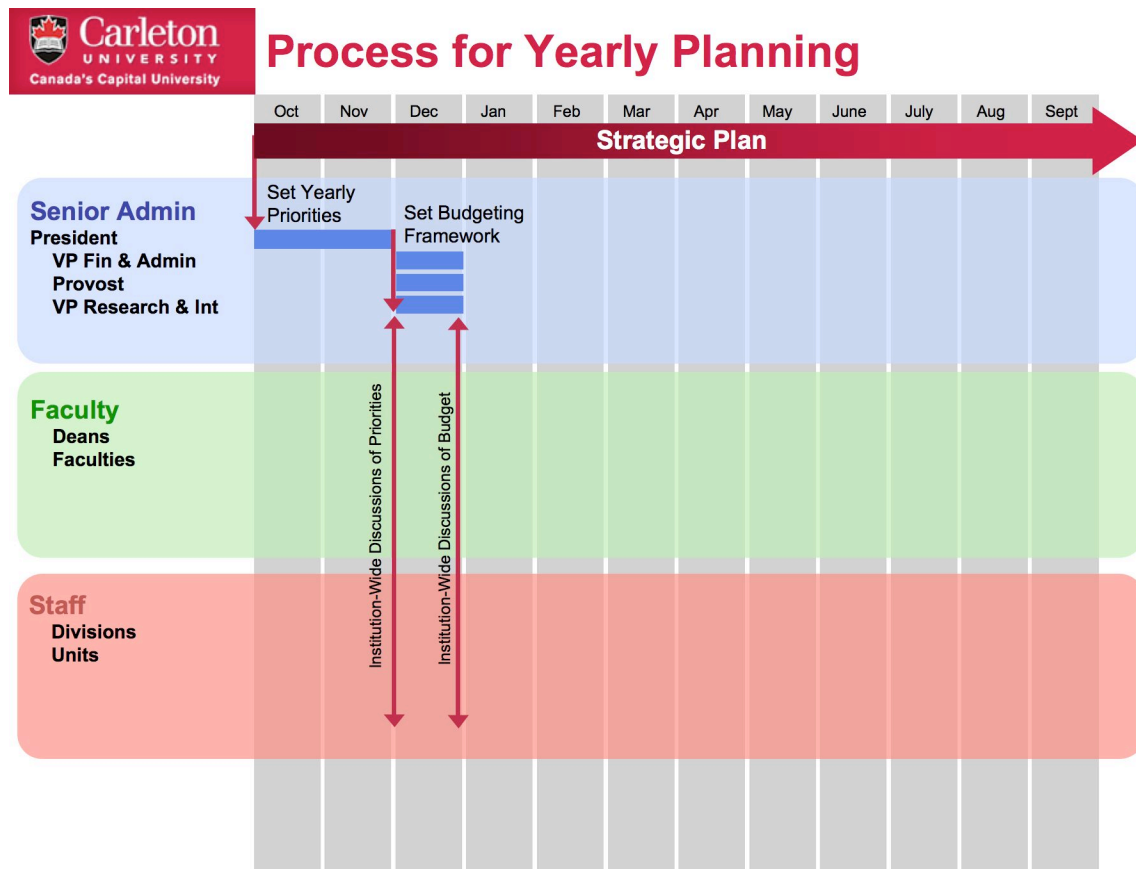 Carleton
UNIVERSITY
Canada's Capital University
Process for Yearly Planning
Oct Nov Dec Jan Feb Mar Apr May June July Aug Sept
Strategic Plan
Senior Admin
President
VP Fin & Admin
Provost
VP Research & Int
Set Yearly
Priorities
Set Budgeting
Framework
Institution-Wide Discussions of Priorities
Institution-Wide Discussions of Budget
Faculty
Deans
Faculties
Staff
Divisions
Units